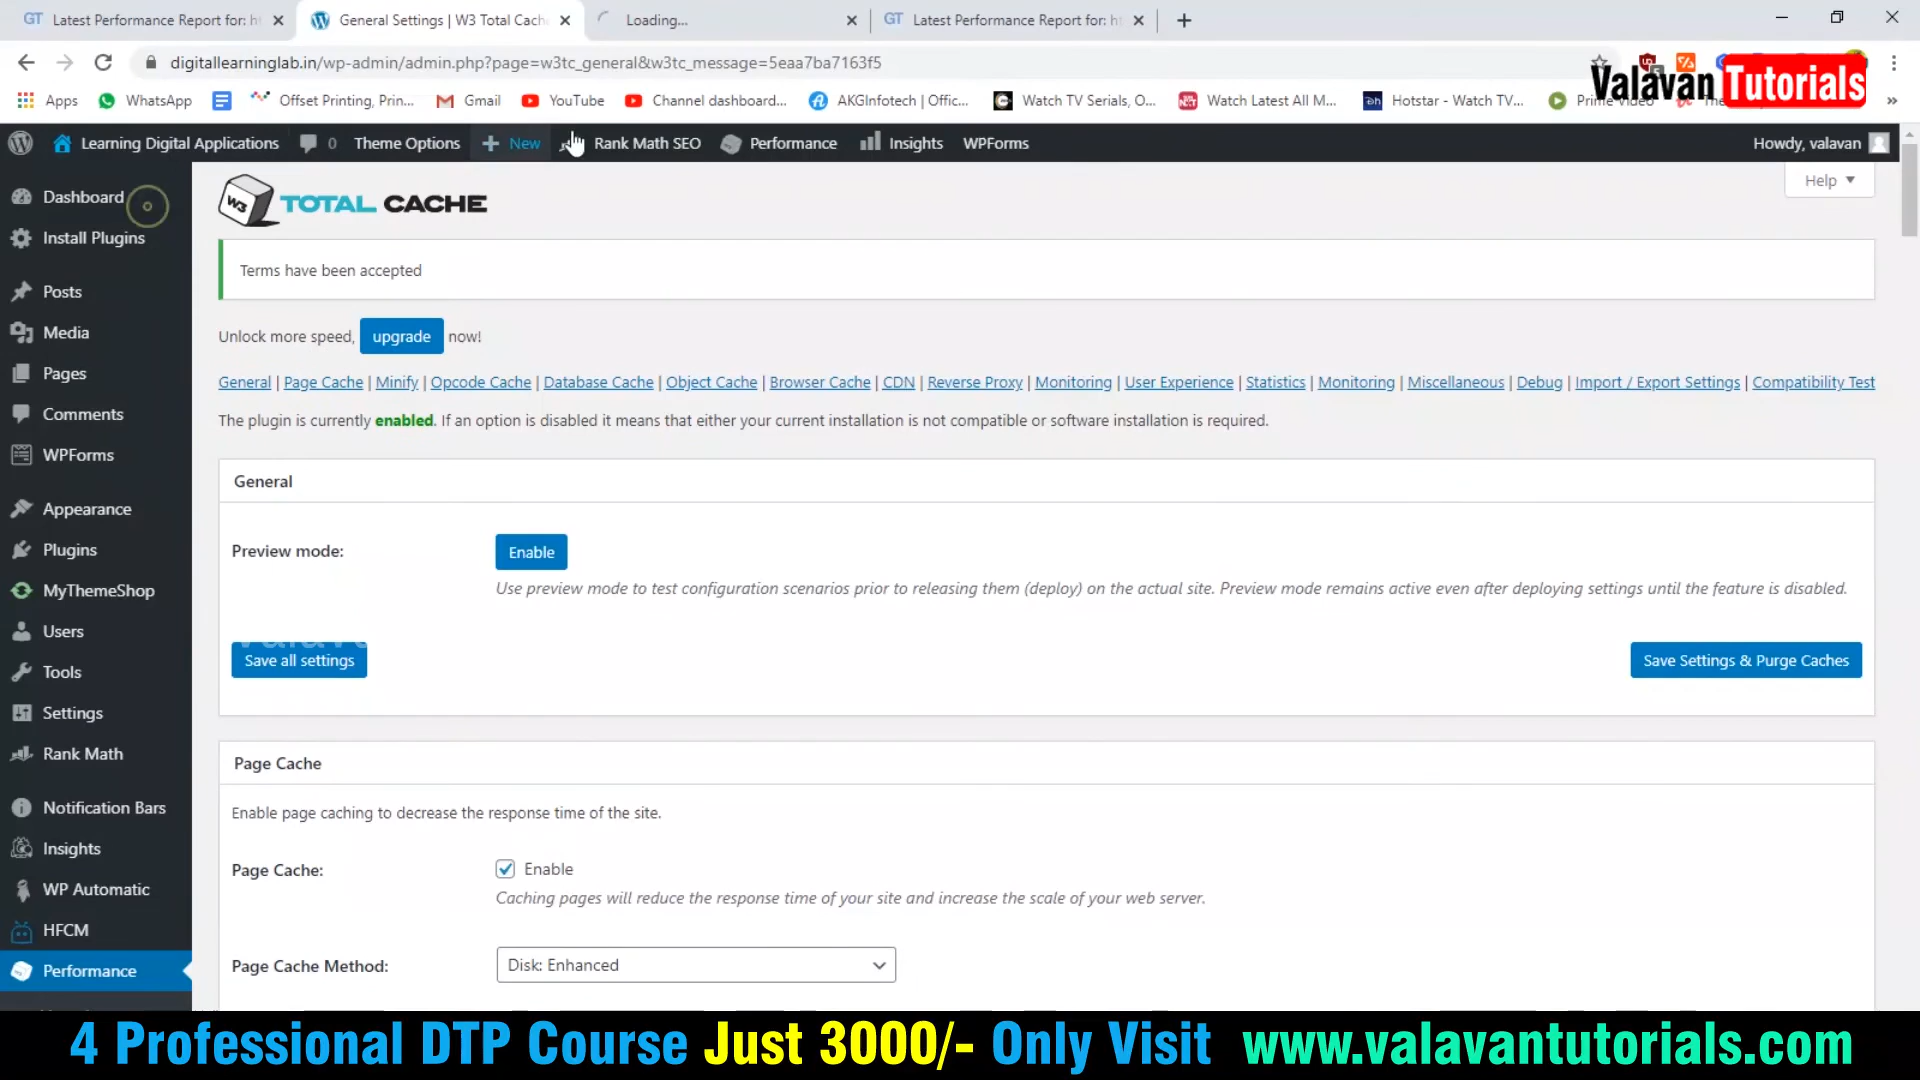 GT Latest Performance Report for: ht
General Settings | W3 Total Cach
Loading...
GT Latest Performance Report for: ht
digitallearninglab.in/wp-admin/admin.php?page=w3tc_general&w3tc_message=5eaa7ba7163f5
Valavan Tutorials
Apps
WhatsApp
Offset Printing, Prin...
Gmail
YouTube
Channel dashboard...
AKGInfotech | Offic...
Watch TV Serials, O...
Watch Latest All M...
Hotstar - Watch TV...
Prime Video
Learning Digital Applications
0
Theme Options
New
Rank Math SEO
Performance
Insights
WPForms
Howdy, valavan
Help
Dashboard
Install Plugins
Posts
Media
Pages
Comments
WPForms
Appearance
Plugins
MyThemeShop
Users
Tools
Settings
Rank Math
Notification Bars
Insights
WP Automatic
HFCM
Performance
W3 TOTAL CACHE
Terms have been accepted
Unlock more speed, upgrade now!
General | Page Cache | Minify | Opcode Cache | Database Cache | Object Cache | Browser Cache | CDN | Reverse Proxy | Monitoring | User Experience | Statistics | Monitoring | Miscellaneous | Debug | Import / Export Settings | Compatibility Test
The plugin is currently enabled. If an option is disabled it means that either your current installation is not compatible or software installation is required.
General
Preview mode:
Enable
Use preview mode to test configuration scenarios prior to releasing them (deploy) on the actual site. Preview mode remains active even after deploying settings until the feature is disabled.
Save all settings
Save Settings & Purge Caches
Page Cache
Enable page caching to decrease the response time of the site.
Page Cache:
Enable
Caching pages will reduce the response time of your site and increase the scale of your web server.
Page Cache Method:
Disk: Enhanced
4 Professional DTP Course Just 3000/- Only Visit www.valavantutorials.com